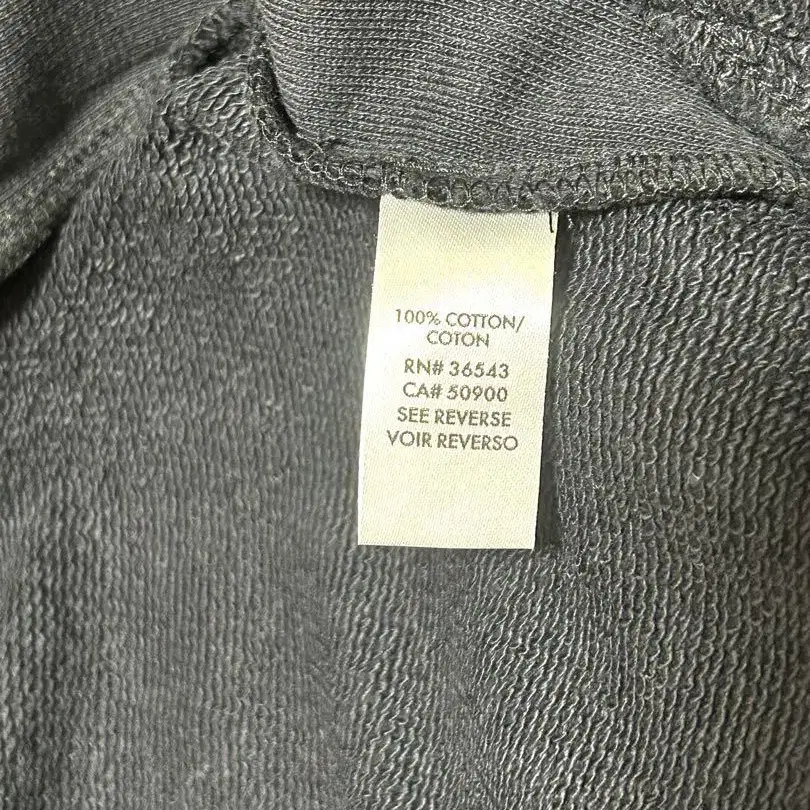 100% COTTON/
COTON
RN# 36543
CA# 50900
SEE REVERSE
VOIR REVERSO